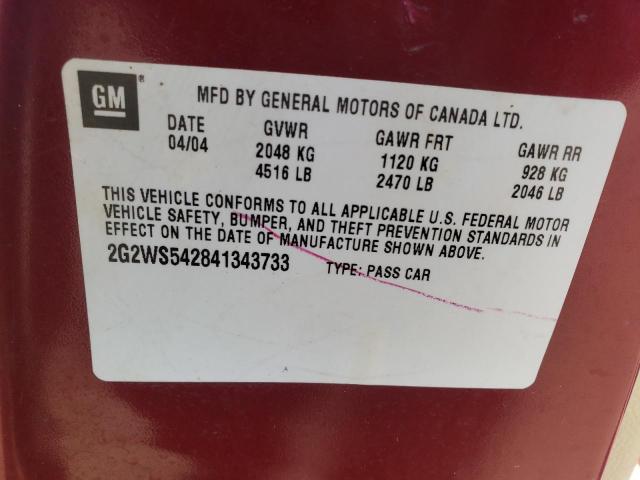 GM®
MFD BY GENERAL MOTORS OF CANADA LTD.
DATE GVWR GAWR FRT GAWR RR
04/04 2048 KG 1120 KG 928 KG
4516 LB 2470 LB 2046 LB
THIS VEHICLE CONFORMS TO ALL APPLICABLE U.S. FEDERAL MOTOR
VEHICLE SAFETY, BUMPER, AND THEFT PREVENTION STANDARDS IN
EFFECT ON THE DATE OF MANUFACTURE SHOWN ABOVE.
2G2WS542841343733 TYPE: PASS CAR
A